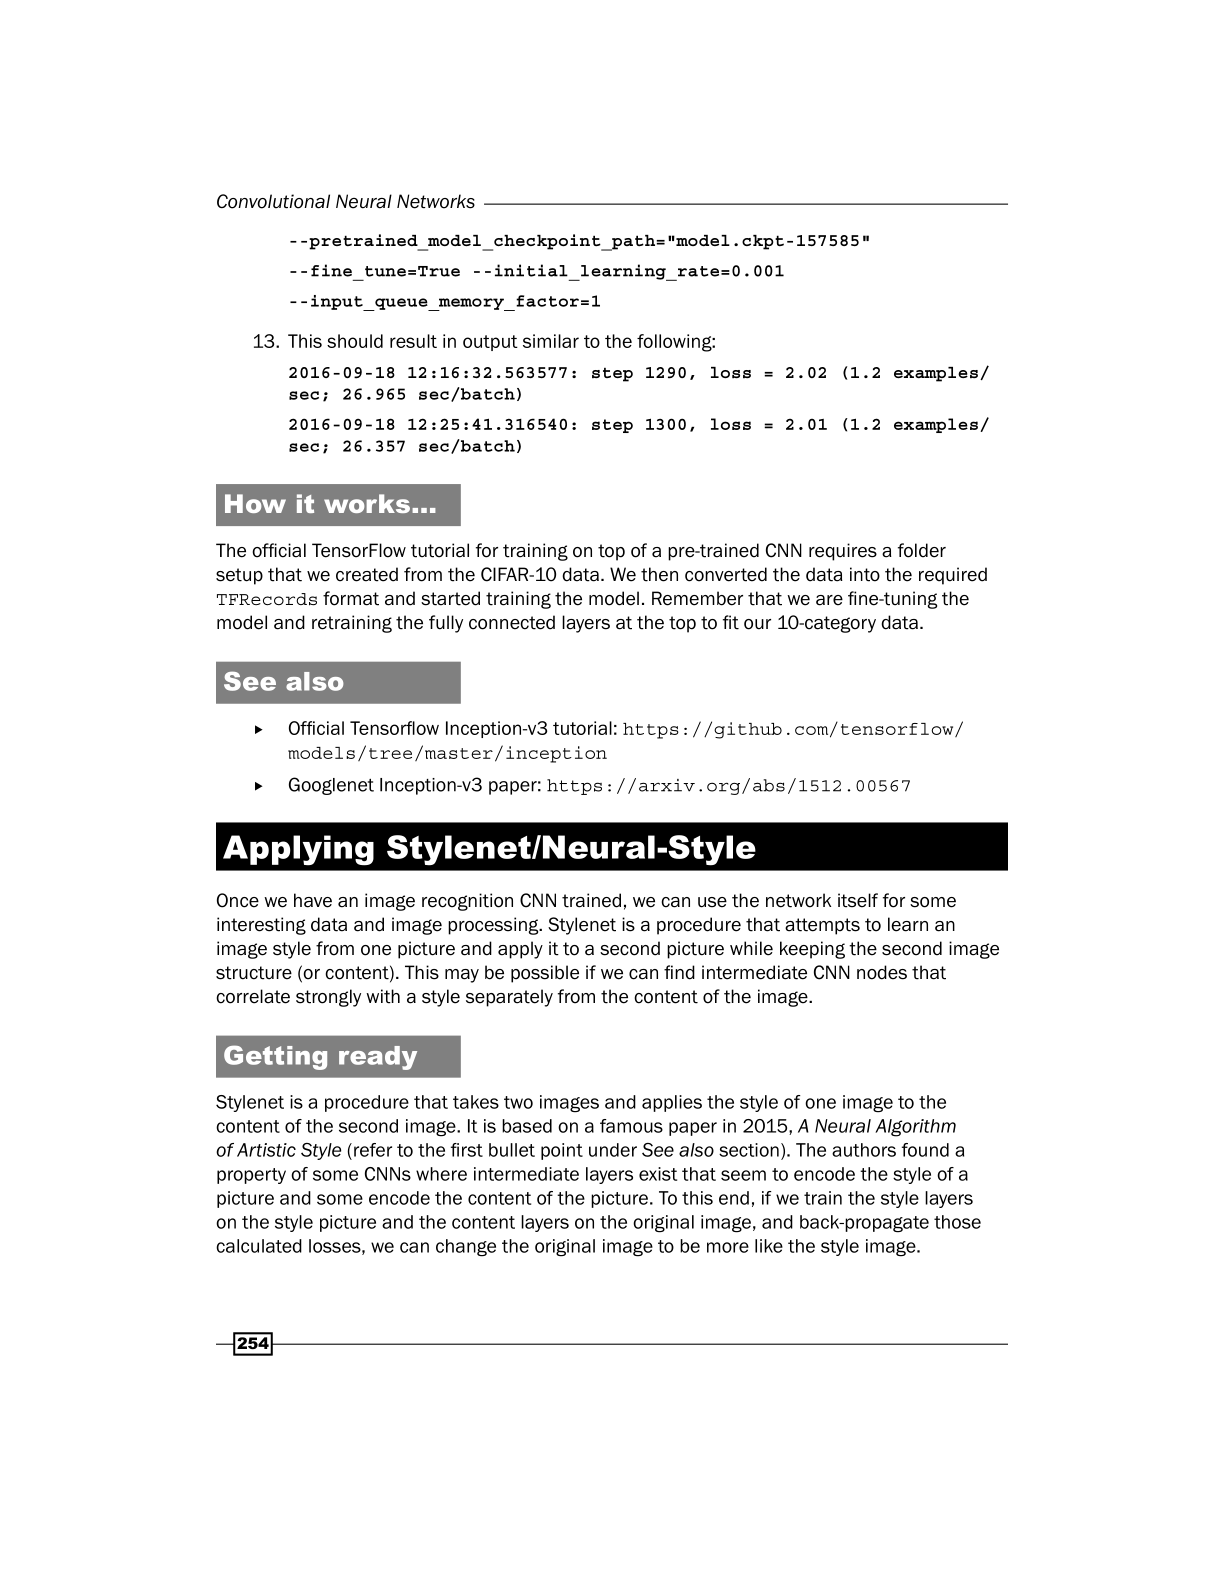 Convolutional Neural Networks
--pretrained_model_checkpoint_path="model.ckpt-157585"
--fine_tune=True --initial_learning_rate=0.001
--input_queue_memory_factor=1
13. This should result in output similar to the following:
2016-09-18 12:16:32.563577: step 1290, loss = 2.02 (1.2 examples/
sec; 26.965 sec/batch)
2016-09-18 12:25:41.316540: step 1300, loss = 2.01 (1.2 examples/
sec; 26.357 sec/batch)
How it works…
The official TensorFlow tutorial for training on top of a pre-trained CNN requires a folder
setup that we created from the CIFAR-10 data. We then converted the data into the required
TFRecords format and started training the model. Remember that we are fine-tuning the
model and retraining the fully connected layers at the top to fit our 10-category data.
See also
▶ Official Tensorflow Inception-v3 tutorial: https://github.com/tensorflow/
models/tree/master/inception
▶ Googlenet Inception-v3 paper: https://arxiv.org/abs/1512.00567
Applying Stylenet/Neural-Style
Once we have an image recognition CNN trained, we can use the network itself for some
interesting data and image processing. Stylenet is a procedure that attempts to learn an
image style from one picture and apply it to a second picture while keeping the second image
structure (or content). This may be possible if we can find intermediate CNN nodes that
correlate strongly with a style separately from the content of the image.
Getting ready
Stylenet is a procedure that takes two images and applies the style of one image to the
content of the second image. It is based on a famous paper in 2015, A Neural Algorithm
of Artistic Style (refer to the first bullet point under See also section). The authors found a
property of some CNNs where intermediate layers exist that seem to encode the style of a
picture and some encode the content of the picture. To this end, if we train the style layers
on the style picture and the content layers on the original image, and back-propagate those
calculated losses, we can change the original image to be more like the style image.
254